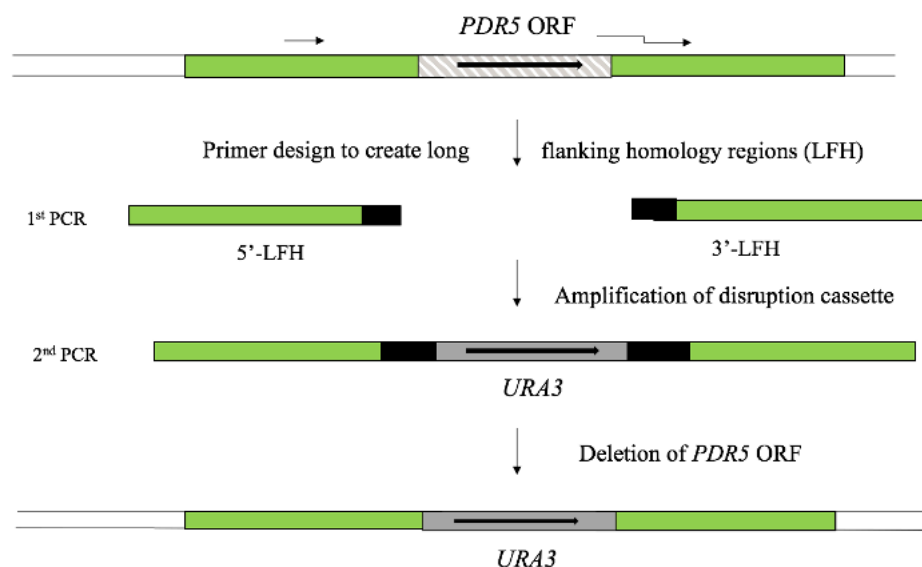 PDR5 ORF
Primer design to create long flanking homology regions (LFH)
1st PCR
5’-LFH
3’-LFH
Amplification of disruption cassette
2nd PCR
URA3
Deletion of PDR5 ORF
URA3